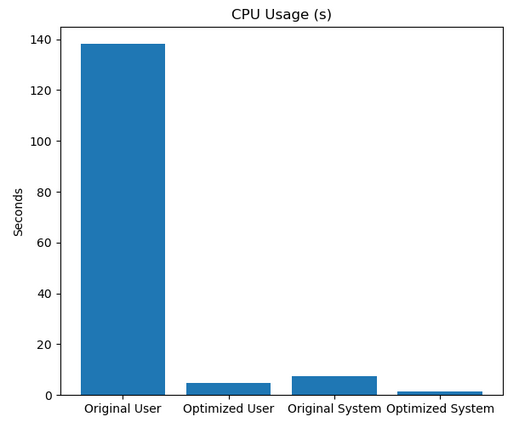 CPU Usage (s)
140
120
100
80
60
40
20
0
Seconds
Original User
Optimized User
Original System
Optimized System